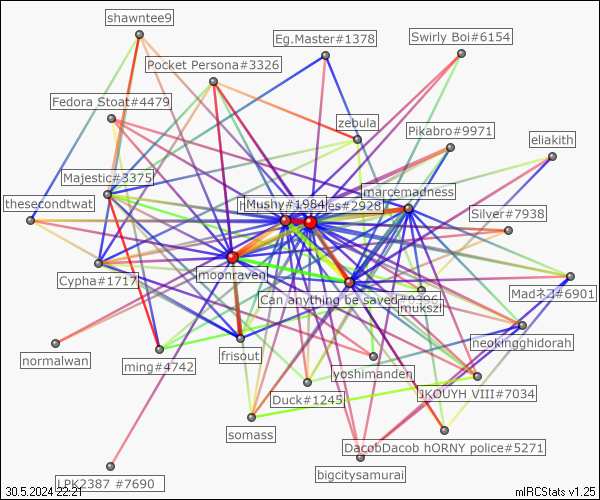 shawntee9
Swirly Boi#6154
Eg.Master#1378
Pocket Persona#3326
Fedora Stoat#4479
zebula
Pikabro#9971
eliakith
Majestic#3375
marcemadness
thesecondtwat
Mushy#1984
es#2928
Silver#7938
moonraven
Cypha#1717
Can anything be saved#0396
Madネコ#6901
mukszi
normalwan
ming#4742
frisout
yoshimanden
neokingghidorah
Duck#1245
JKOUYH VIII#7034
somass
DacobDacob hORNY police#5271
bigcitysamurai
LPK2387 #7690
30.5.2024 22:21
mIRCStats v1.25